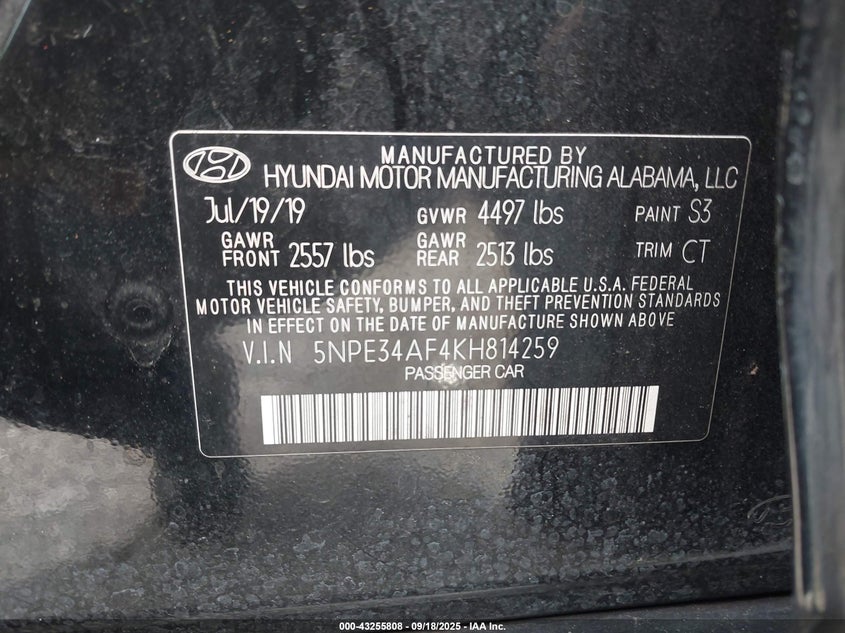 MANUFACTURED BY
HYUNDAI MOTOR MANUFACTURING ALABAMA, LLC
Jul/19/19 GVWR 4497 lbs PAINT S3
GAWR FRONT 2557 lbs GAWR REAR 2513 lbs TRIM CT
THIS VEHICLE CONFORMS TO ALL APPLICABLE U.S.A. FEDERAL
MOTOR VEHICLE SAFETY, BUMPER, AND THEFT PREVENTION STANDARDS
IN EFFECT ON THE DATE OF MANUFACTURE SHOWN ABOVE
V.I.N 5NPE34AF4KH814259
PASSENGER CAR
000-43255808 - 09/18/2025 - IAA Inc.